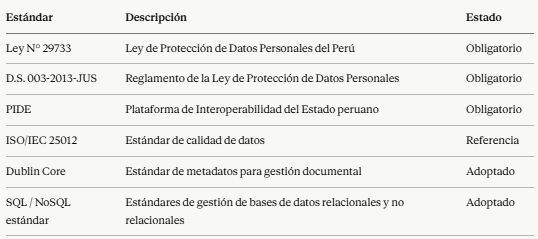 Estándar Descripción Estado
Ley N° 29733 Ley de Protección de Datos Personales del Perú Obligatorio
D.S. 003-2013-JUS Reglamento de la Ley de Protección de Datos Personales Obligatorio
PIDE Plataforma de Interoperabilidad del Estado peruano Obligatorio
ISO/IEC 25012 Estándar de calidad de datos Referencia
Dublin Core Estándar de metadatos para gestión documental Adoptado
SQL / NoSQL Estándares de gestión de bases de datos relacionales y no Adoptado
estándar relacionales